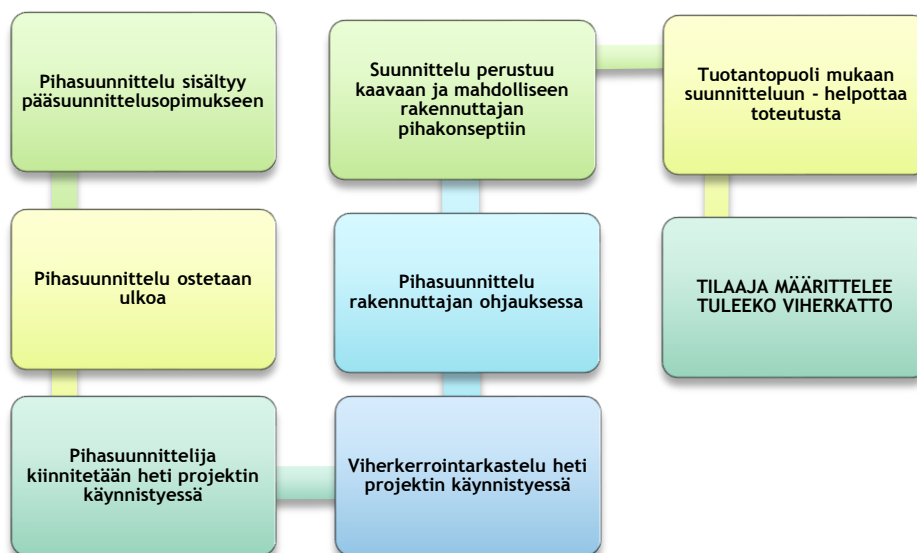 Pihasuunnittelu sisältyy
pääsuunnittelusopimukseen
Pihasuunnittelu ostetaan
ulkoa
Pihasuunnittelija
kiinnitetään heti projektin
käynnistyessä
Viherkerrointarkastelu heti
projektin käynnistyessä
Pihasuunnittelu
rakennuttajan ohjauksessa
Suunnittelu perustuu
kaavaan ja mahdolliseen
rakennuttajan
pihakonseptiin
Tuotantopuoli mukaan
suunnitteluun - helpottaa
toteutusta
TILAAJA MÄÄRITTELEE
TULEEKO VIHERKATTO